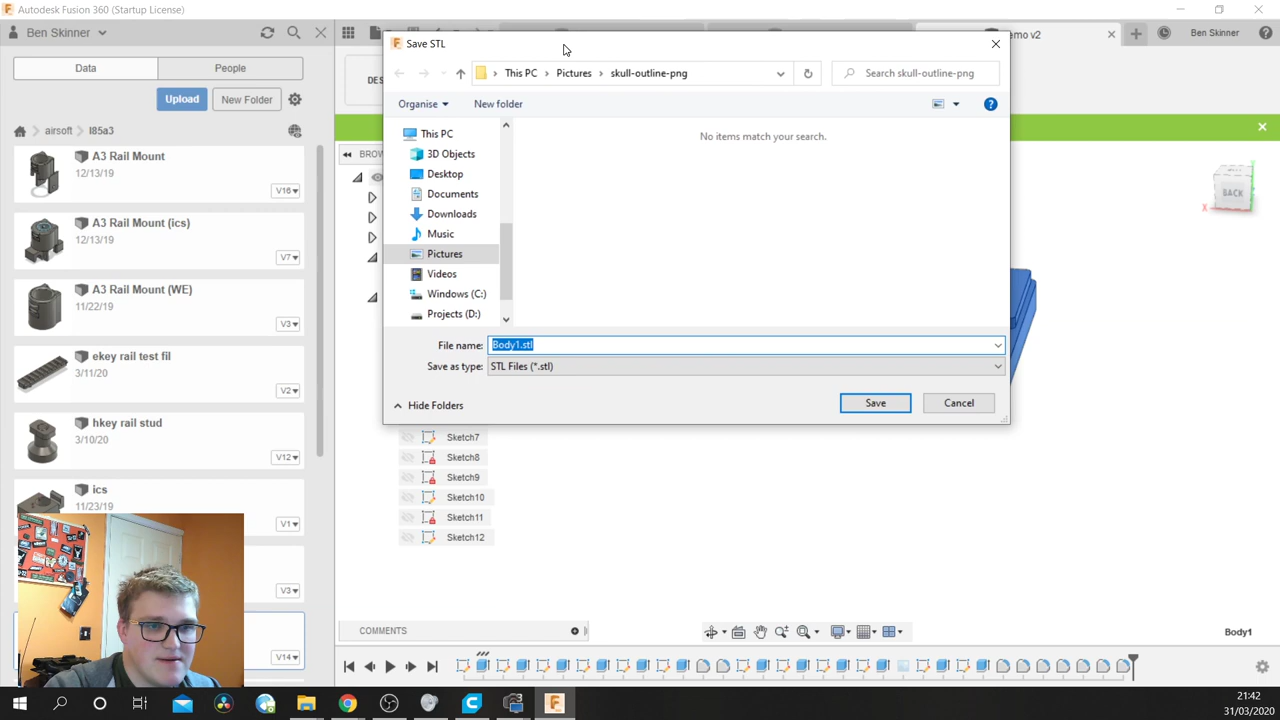 Autodesk Fusion 360 (Startup License)
Ben Skinner
Save STL
emo v2
Ben Skinner
Data
People
This PC
Pictures
skull-outline-png
Search skull-outline-png
Upload
New Folder
DES
Organise
New folder
airsoft
l85a3
BROW
This PC
No items match your search.
3D Objects
Desktop
Documents
Downloads
Music
Pictures
Videos
Windows (C:)
Projects (D:)
BACK
X
A3 Rail Mount
12/13/19
V16
A3 Rail Mount (ics)
12/13/19
V7
A3 Rail Mount (WE)
11/22/19
V3
ekey rail test fil
3/11/20
V2
hkey rail stud
3/10/20
V12
ics
11/23/19
V1
V3
V14
File name:
Body1.stl
Save as type:
STL Files (*.stl)
Hide Folders
Save
Cancel
Sketch7
Sketch8
Sketch9
Sketch10
Sketch11
Sketch12
COMMENTS
Body1
21:42
31/03/2020